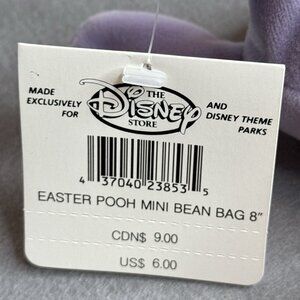 MADE EXCLUSIVELY FOR
THE DISNEY STORE
AND DISNEY THEME PARKS
4 37040 23853 5
EASTER POOH MINI BEAN BAG 8"
CDN$ 9.00
US$ 6.00